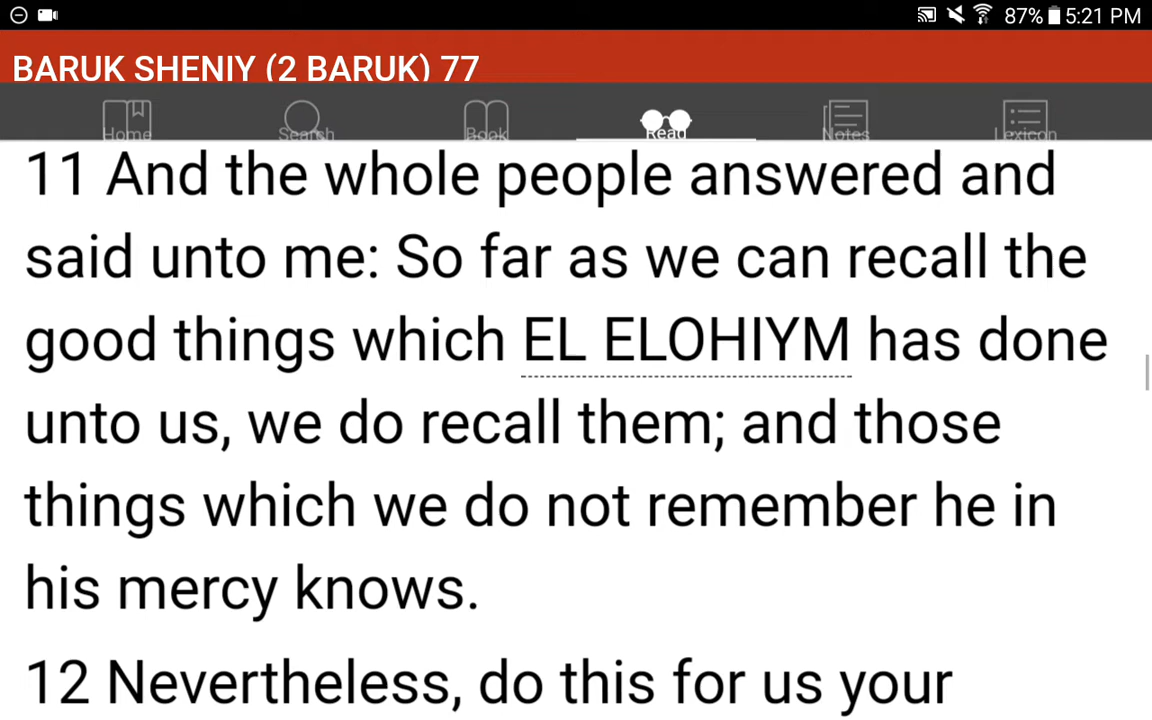 87% 5:21 PM
BARUK SHENIY (2 BARUK) 77
Home Search Book Read Notes Lexicon
11 And the whole people answered and
said unto me: So far as we can recall the
good things which EL ELOHIYM has done
unto us, we do recall them; and those
things which we do not remember he in
his mercy knows.
12 Nevertheless, do this for us your